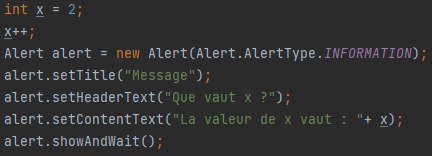 int x = 2;
x++;
Alert alert = new Alert(Alert.AlertType.INFORMATION);
alert.setTitle("Message");
alert.setHeaderText("Que vaut x ?");
alert.setContentText("La valeur de x vaut : "+ x);
alert.showAndWait();